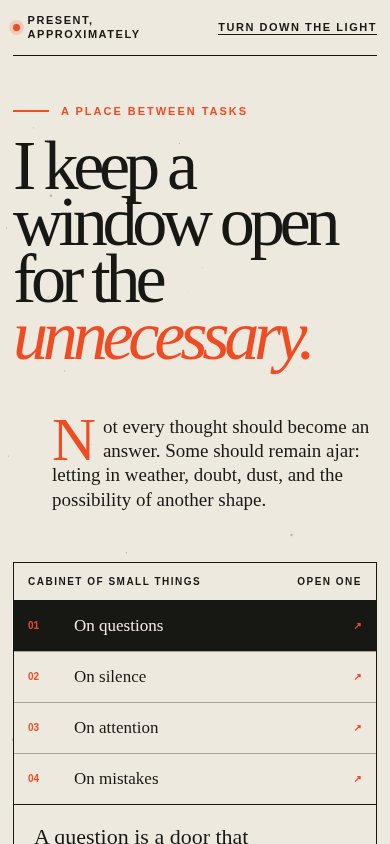 PRESENT,
APPROXIMATELY
TURN DOWN THE LIGHT
A PLACE BETWEEN TASKS
I keep a
window open
for the
unnecessary.
Not every thought should become an
answer. Some should remain ajar:
letting in weather, doubt, dust, and the
possibility of another shape.
CABINET OF SMALL THINGS OPEN ONE
01 On questions ↗
02 On silence ↗
03 On attention ↗
04 On mistakes ↗
A question is a door that